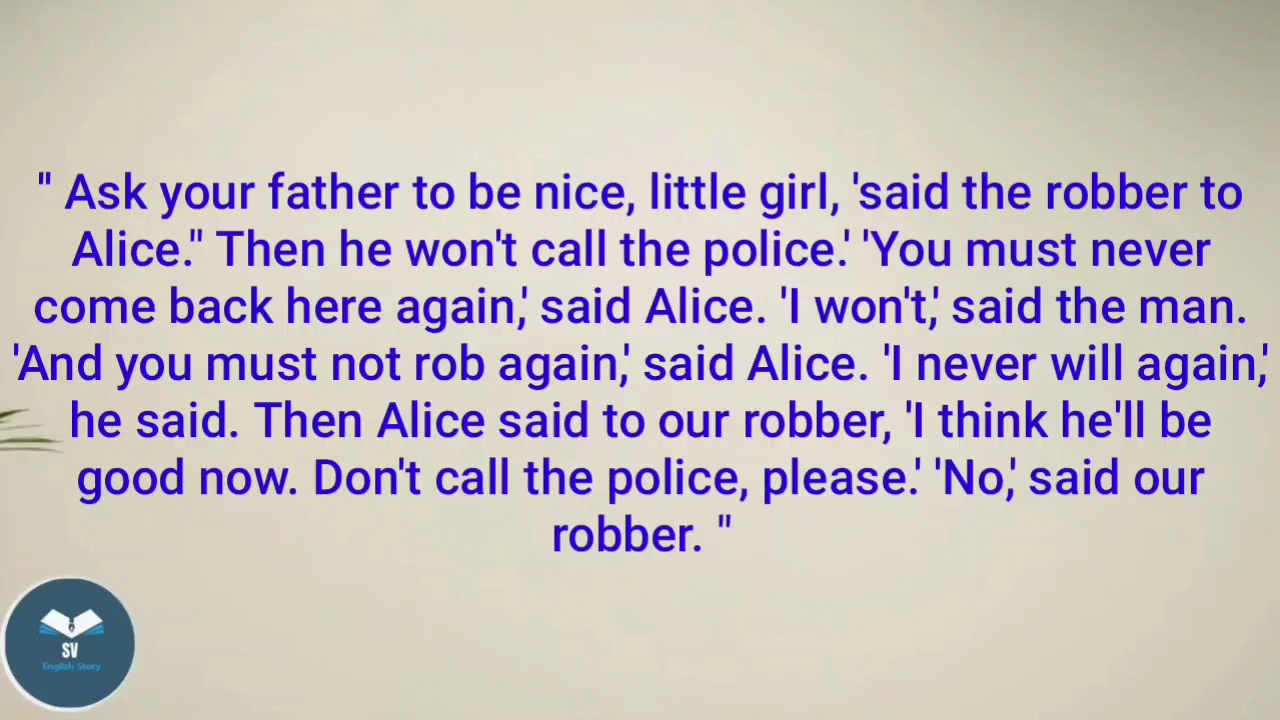 " Ask your father to be nice, little girl, 'said the robber to
Alice." Then he won't call the police.' 'You must never
come back here again,' said Alice. 'I won't,' said the man.
'And you must not rob again,' said Alice. 'I never will again,'
he said. Then Alice said to our robber, 'I think he'll be
good now. Don't call the police, please.' 'No,' said our
robber. "
SV
English Story